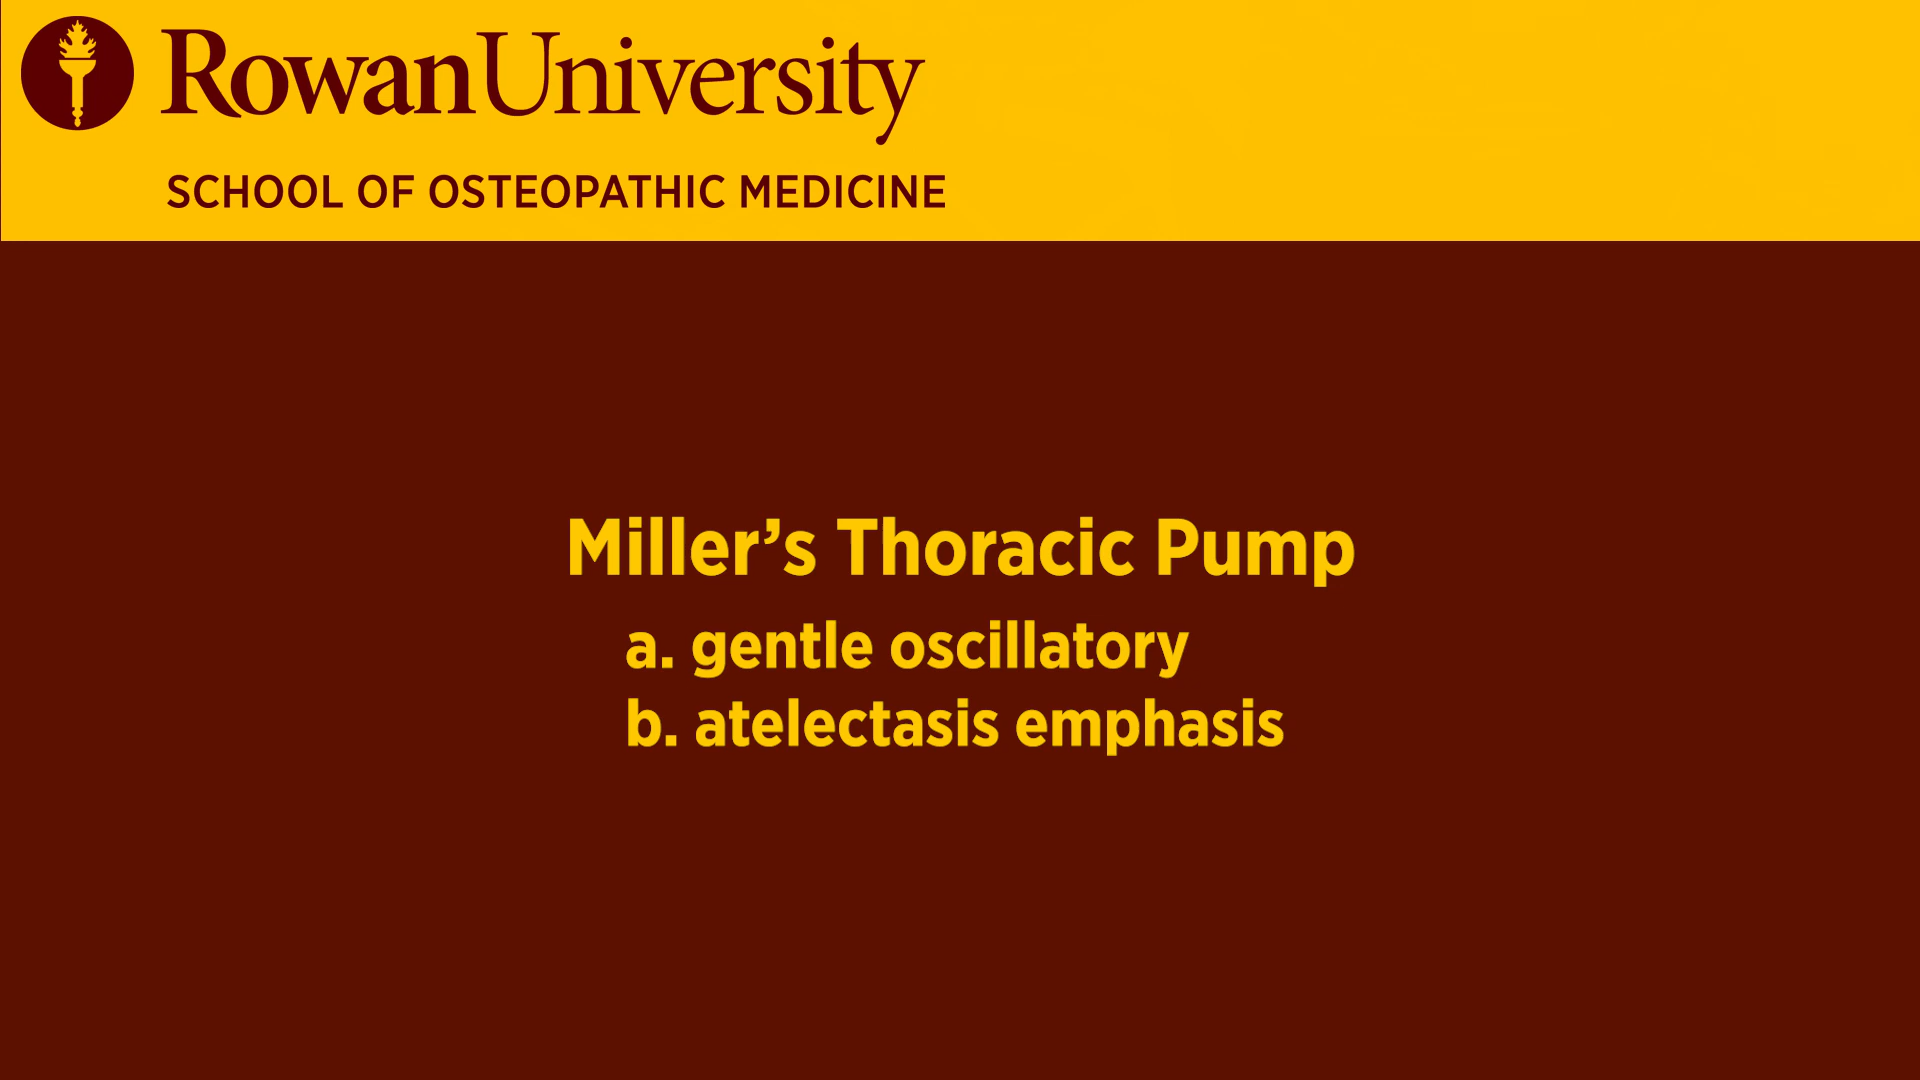 RowanUniversity
SCHOOL OF OSTEOPATHIC MEDICINE
Miller’s Thoracic Pump
a. gentle oscillatory
b. atelectasis emphasis